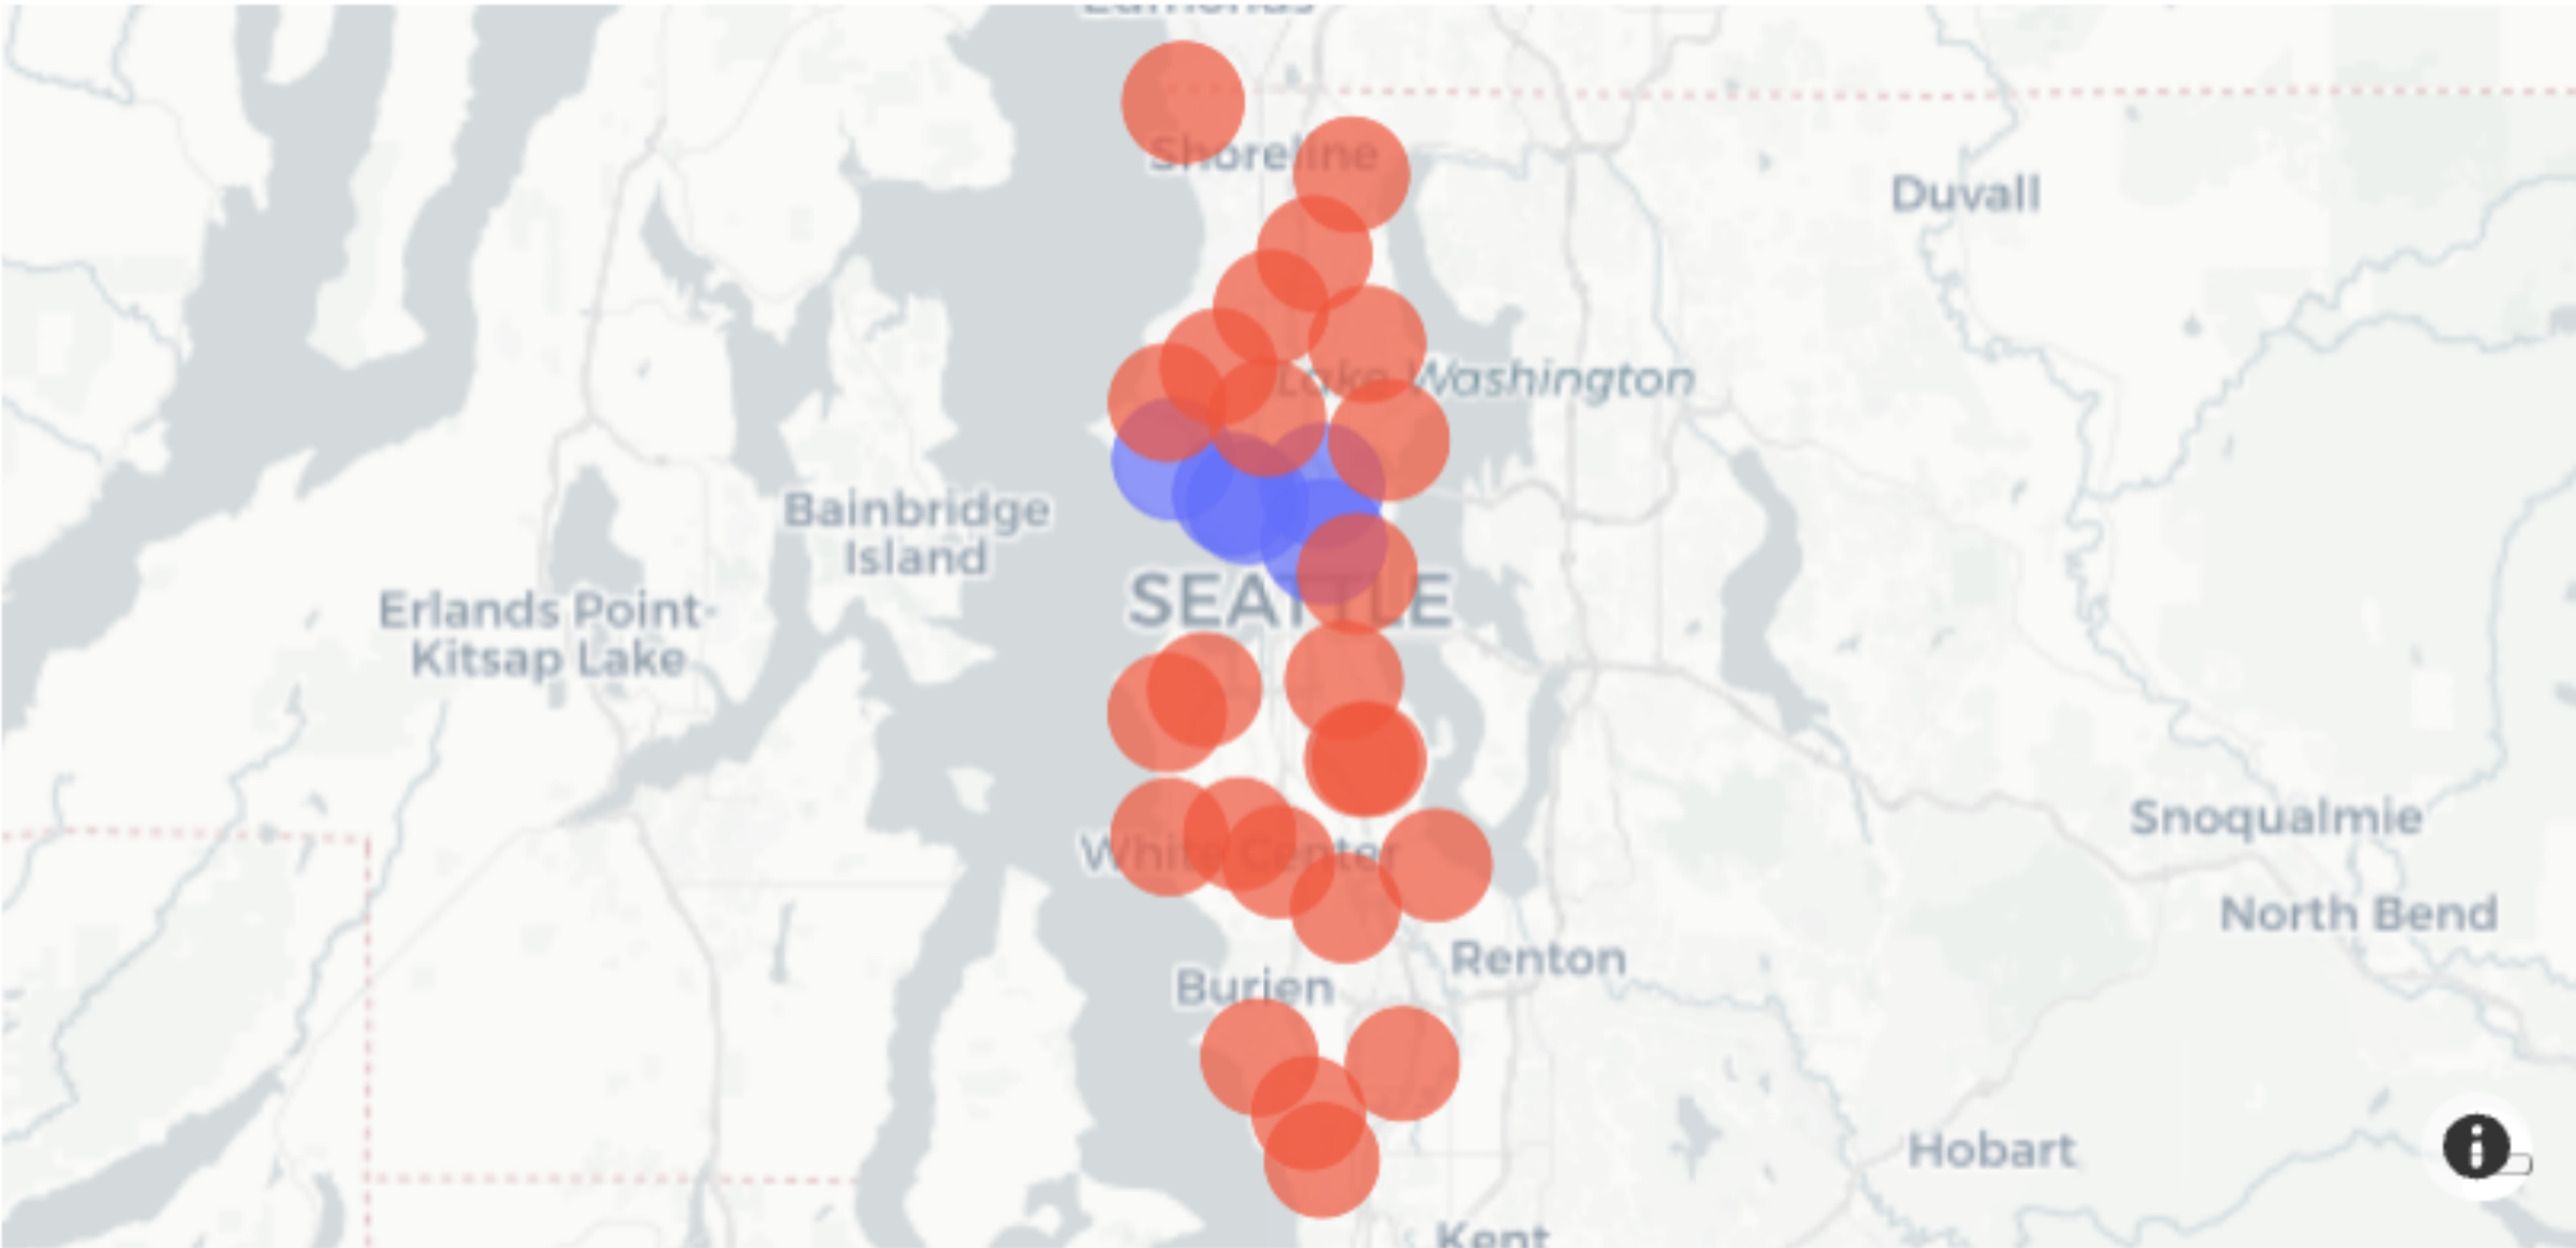 Edmonds
Shoreline
Duvall
Lake Washington
Bainbridge
Island
SEATTLE
Erlands Point-
Kitsap Lake
White Center
Snoqualmie
North Bend
Renton
Burien
Hobart
Kent